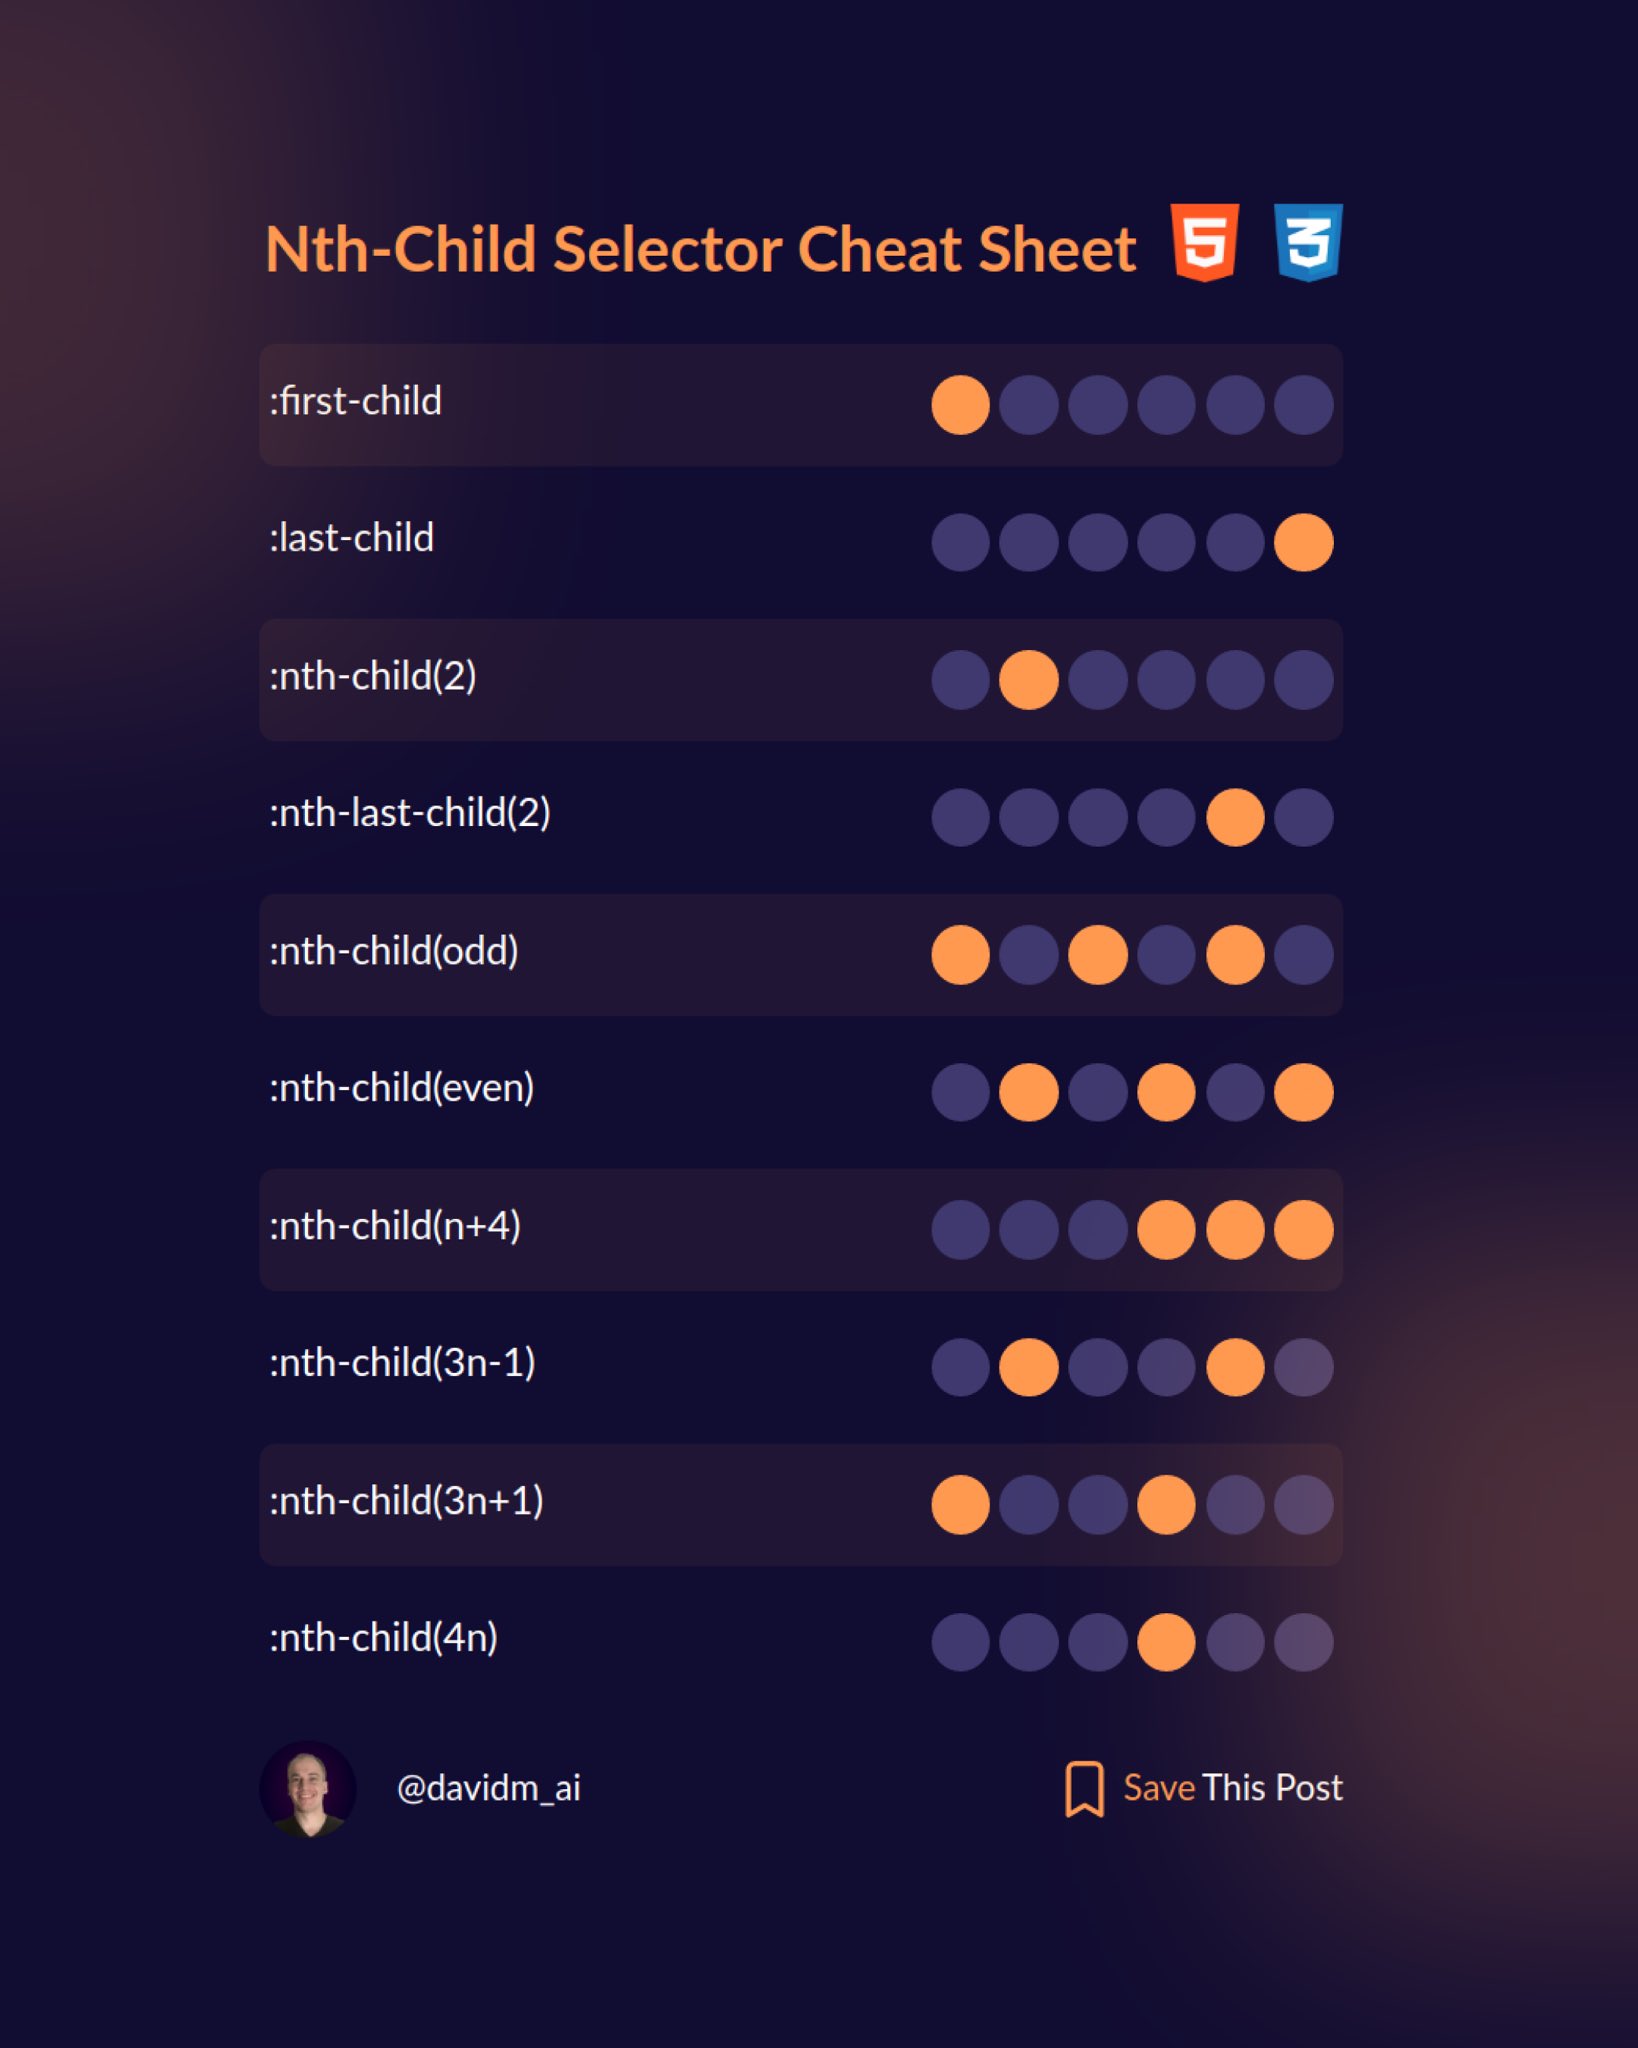 Nth-Child Selector Cheat Sheet 5 3
:first-child
:last-child
:nth-child(2)
:nth-last-child(2)
:nth-child(odd)
:nth-child(even)
:nth-child(n+4)
:nth-child(3n-1)
:nth-child(3n+1)
:nth-child(4n)
@davidm_ai
Save This Post